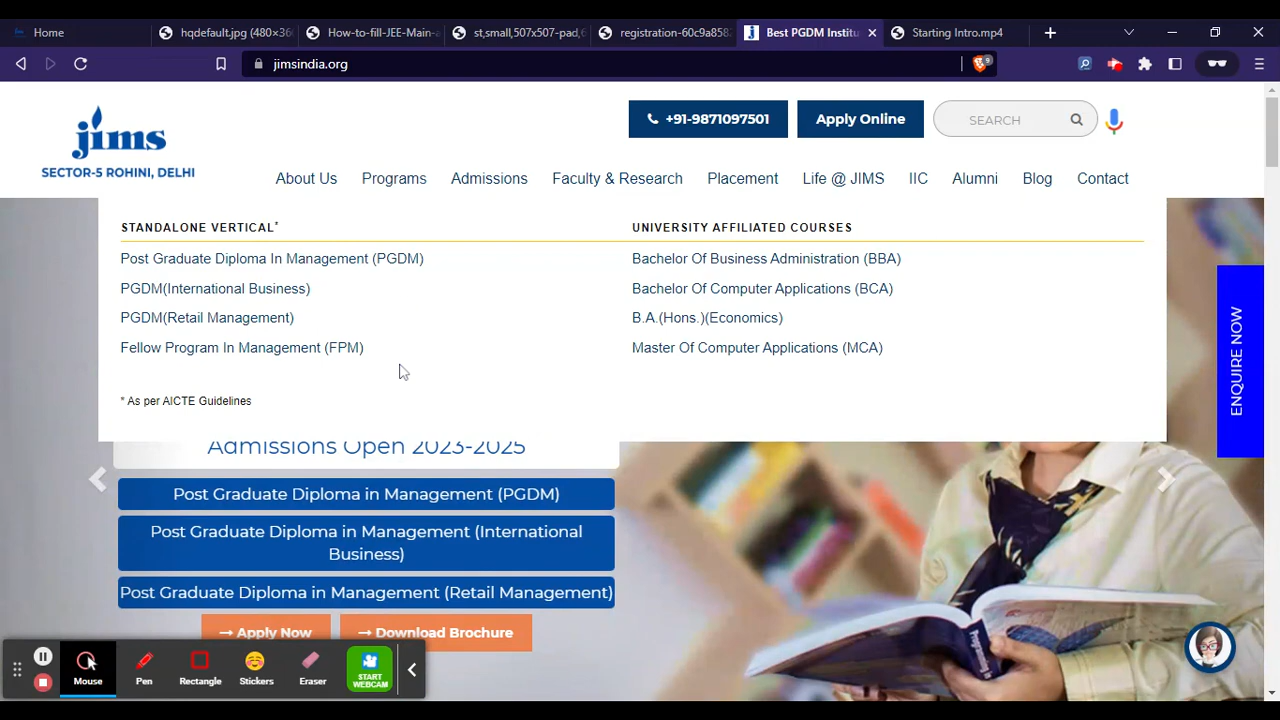 Home
hqdefault.jpg (480×36
How-to-fill-JEE-Main-a
st,small,507x507-pad,6
registration-60c9a8582
Best PGDM Institu
Starting Intro.mp4
jimsindia.org
9
jims
SECTOR-5 ROHINI, DELHI
+91-9871097501
Apply Online
SEARCH
About Us
Programs
Admissions
Faculty & Research
Placement
Life @ JIMS
IIC
Alumni
Blog
Contact
STANDALONE VERTICAL*
Post Graduate Diploma In Management (PGDM)
PGDM(International Business)
PGDM(Retail Management)
Fellow Program In Management (FPM)
* As per AICTE Guidelines
UNIVERSITY AFFILIATED COURSES
Bachelor Of Business Administration (BBA)
Bachelor Of Computer Applications (BCA)
B.A.(Hons.)(Economics)
Master Of Computer Applications (MCA)
ENQUIRE NOW
Admissions Open 2023-2025
Post Graduate Diploma in Management (PGDM)
Post Graduate Diploma in Management (International
Business)
Post Graduate Diploma in Management (Retail Management)
Apply Now
Download Brochure
Mouse
Pen
Rectangle
Stickers
Eraser
START
WEBCAM